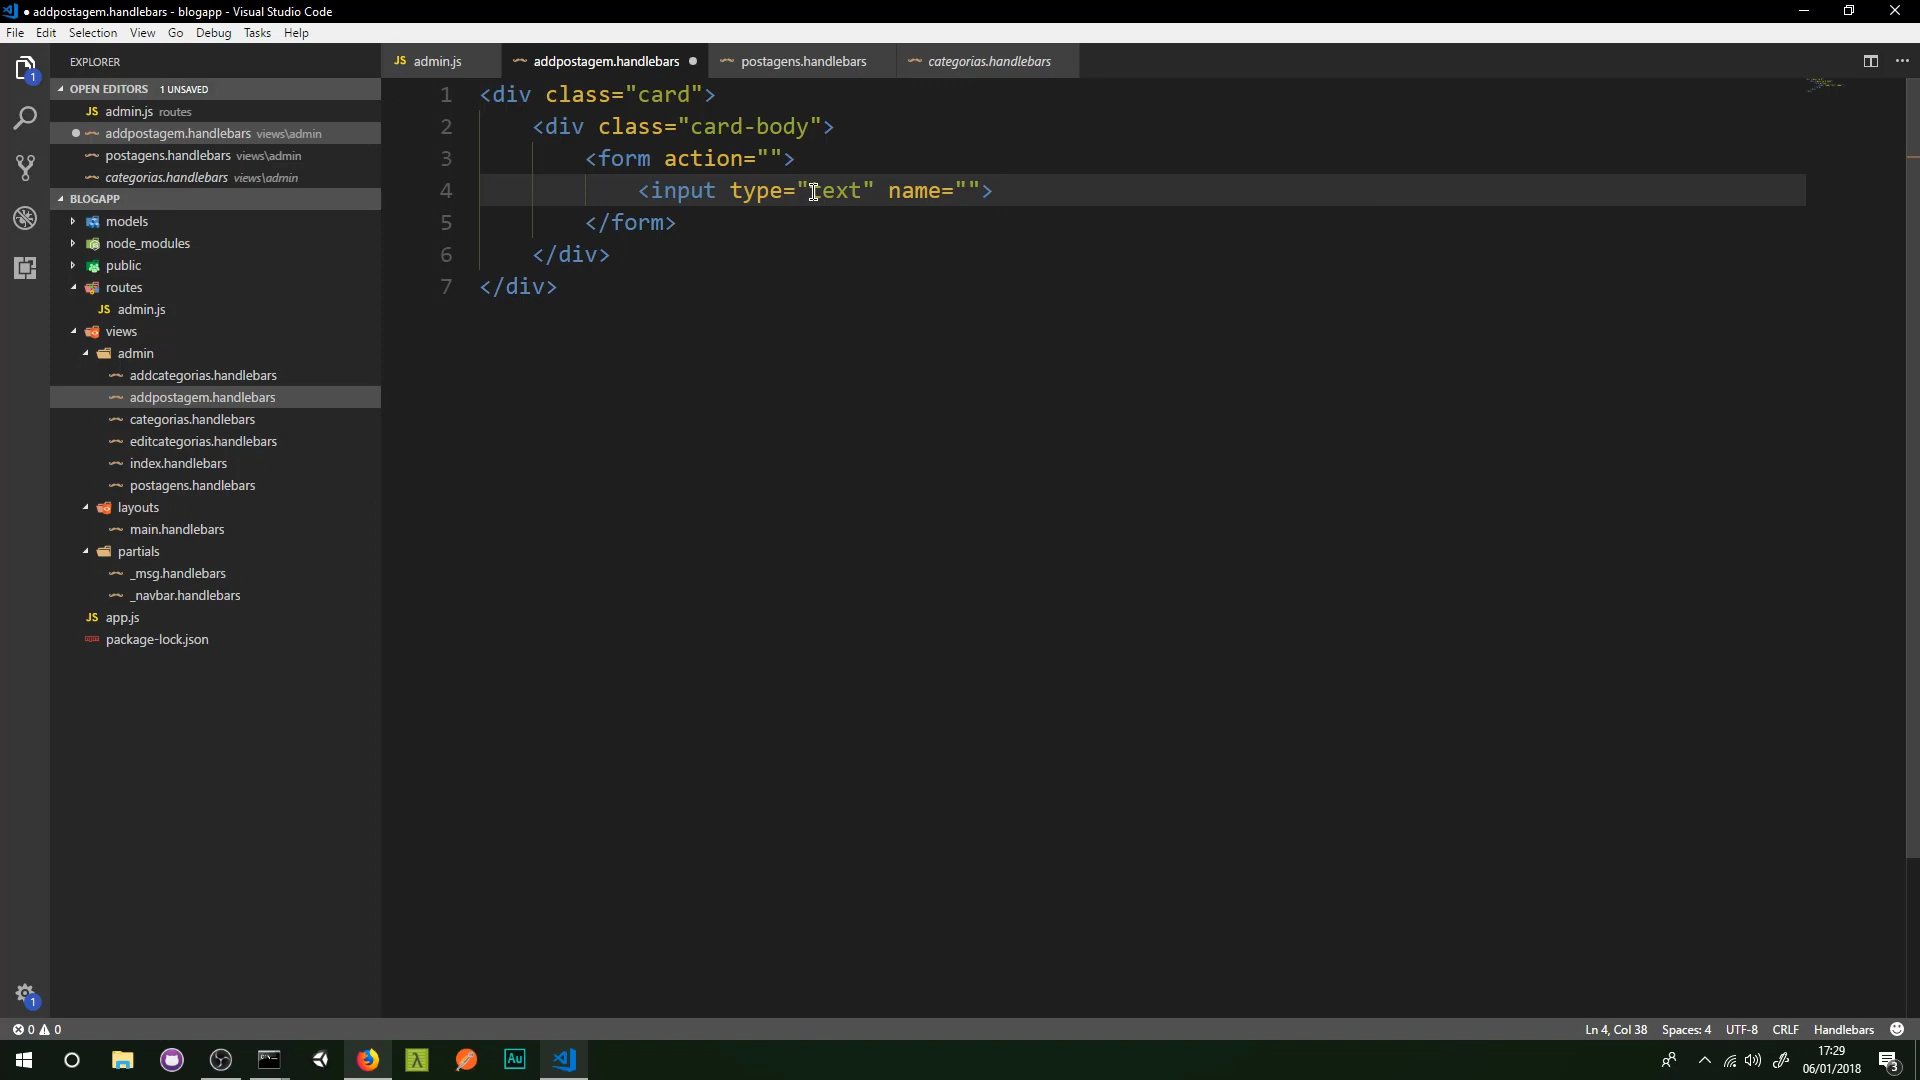 addpostagem.handlebars - blogapp - Visual Studio Code
File Edit Selection View Go Debug Tasks Help
EXPLORER
1
OPEN EDITORS 1 UNSAVED
JS admin.js routes
addpostagem.handlebars views\admin
postagens.handlebars views\admin
categorias.handlebars views\admin
BLOGAPP
models
node_modules
public
routes
JS admin.js
views
admin
addcategorias.handlebars
addpostagem.handlebars
categorias.handlebars
editcategorias.handlebars
index.handlebars
postagens.handlebars
layouts
main.handlebars
partials
_msg.handlebars
_navbar.handlebars
JS app.js
package-lock.json
1
JS admin.js addpostagem.handlebars postagens.handlebars categorias.handlebars
1 <div class="card">
2 <div class="card-body">
3 <form action="">
4 <input type="text" name="">
5 </form>
6 </div>
7 </div>
0 0 Ln 4, Col 38 Spaces: 4 UTF-8 CRLF Handlebars
Au
17:29
06/01/2018
3